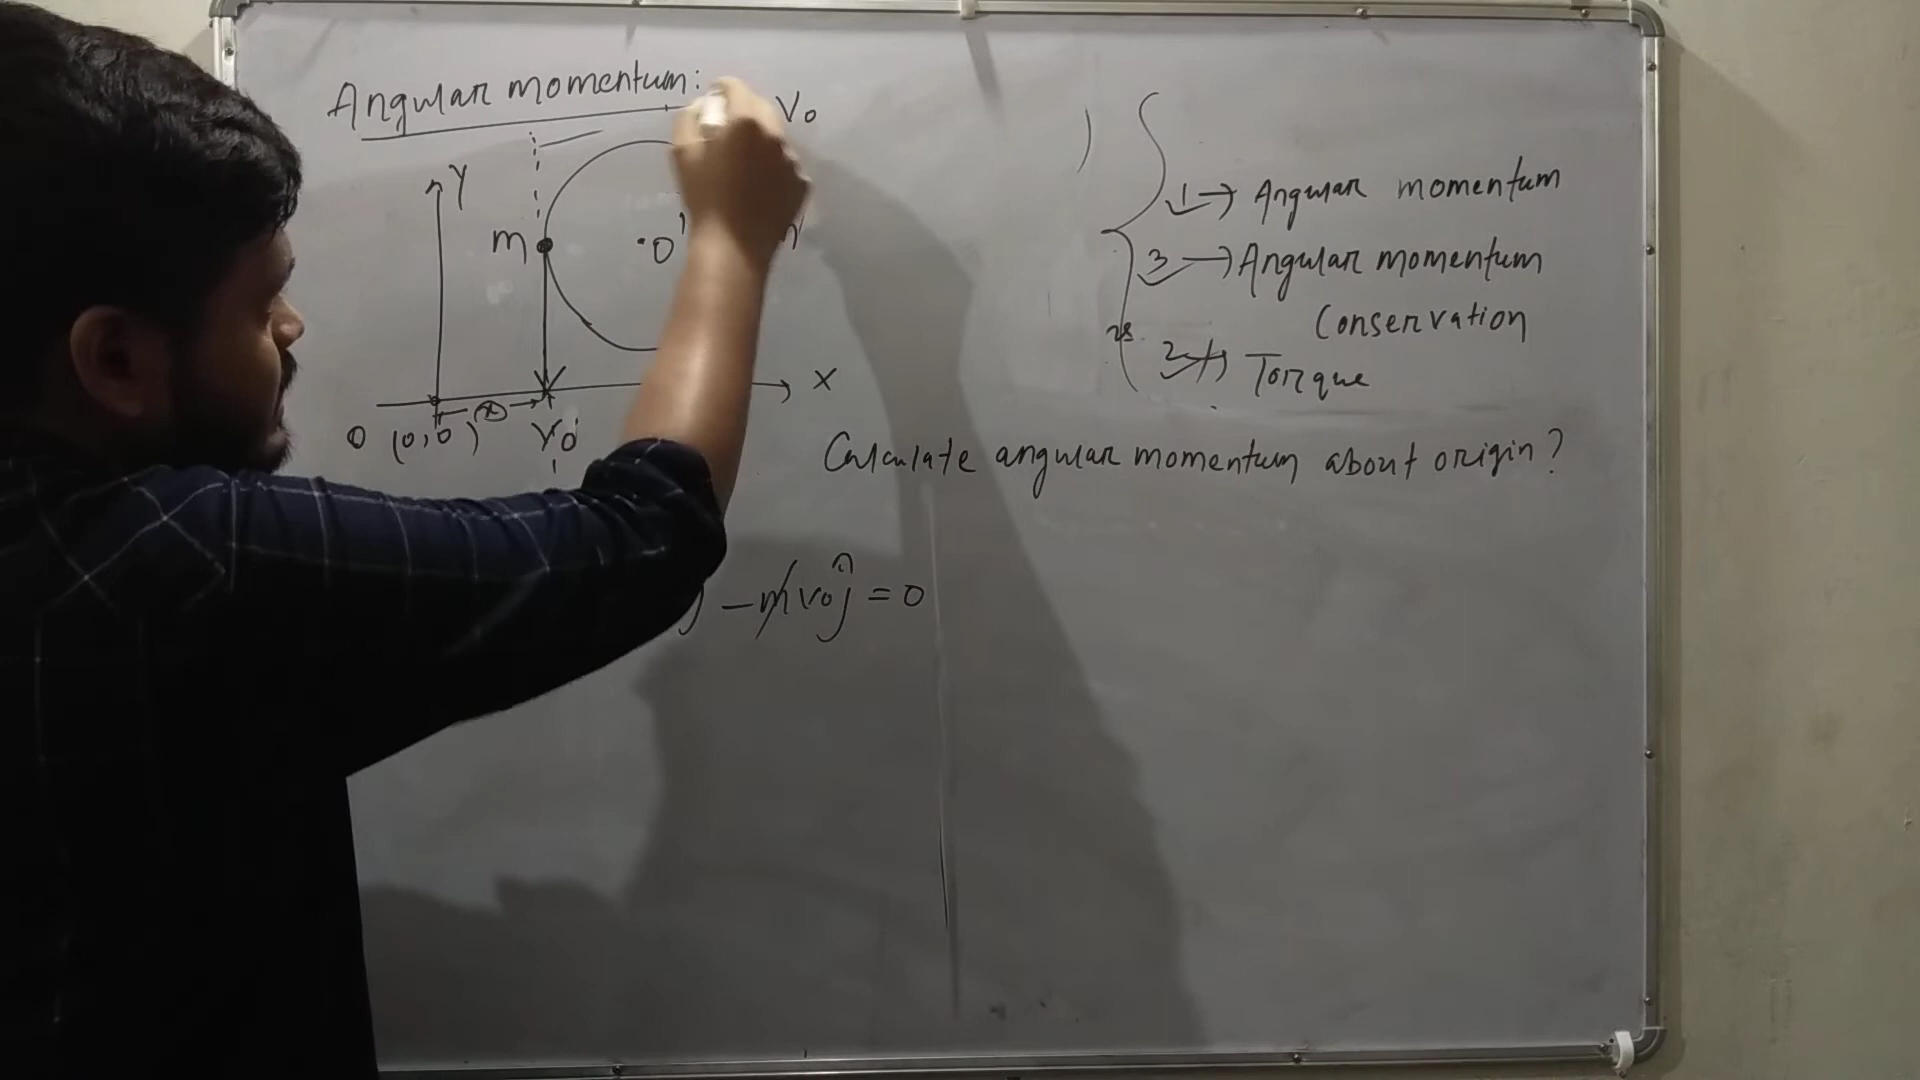 Angular momentum:
V₀
Y
m
.O'
X
O (0,0) x V₀
-mv₀ĵ = 0
1 → Angular momentum
3 → Angular momentum
Conservation
2 → Torque
Calculate angular momentum about origin?